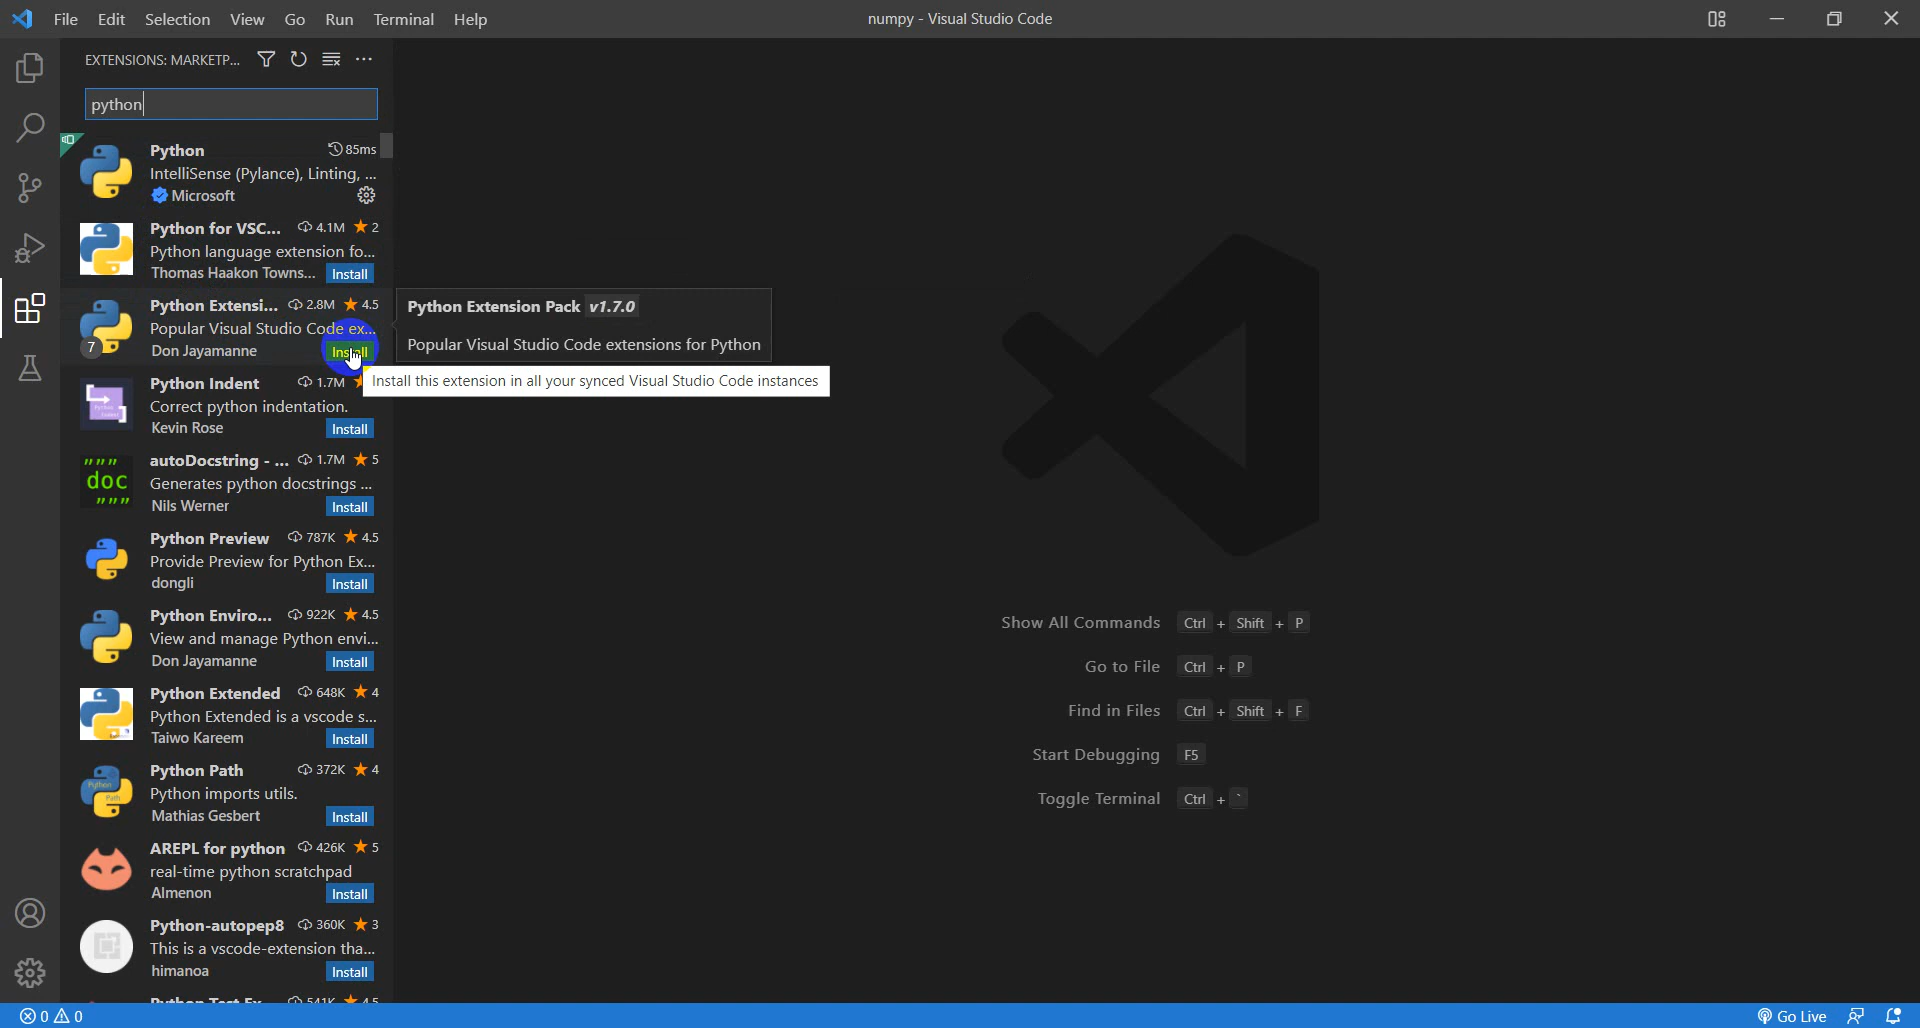 File Edit Selection View Go Run Terminal Help
numpy - Visual Studio Code
EXTENSIONS: MARKETP...
python
Python 85ms
IntelliSense (Pylance), Linting, ...
Microsoft
Python for VSC... 4.1M 2
Python language extension fo...
Thomas Haakon Towns... Install
Python Extensi... 2.8M 4.5
Popular Visual Studio Code ex...
7
Don Jayamanne Install
Python Extension Pack v1.7.0
Popular Visual Studio Code extensions for Python
Install this extension in all your synced Visual Studio Code instances
Python Indent 1.7M
Correct python indentation.
Kevin Rose Install
autoDocstring - ... 1.7M 5
""" doc """
Generates python docstrings ...
Nils Werner Install
Python Preview 787K 4.5
Provide Preview for Python Ex...
dongli Install
Python Enviro... 922K 4.5
View and manage Python envi...
Don Jayamanne Install
Python Extended 648K 4
Python Extended is a vscode s...
Taiwo Kareem Install
Python Path 372K 4
Python imports utils.
Python Path
Mathias Gesbert Install
AREPL for python 426K 5
real-time python scratchpad
Almenon Install
Python-autopep8 360K 3
This is a vscode-extension tha...
himanoa Install
541K 4.5
Show All Commands Ctrl + Shift + P
Go to File Ctrl + P
Find in Files Ctrl + Shift + F
Start Debugging F5
Toggle Terminal Ctrl + `
0 0
Go Live